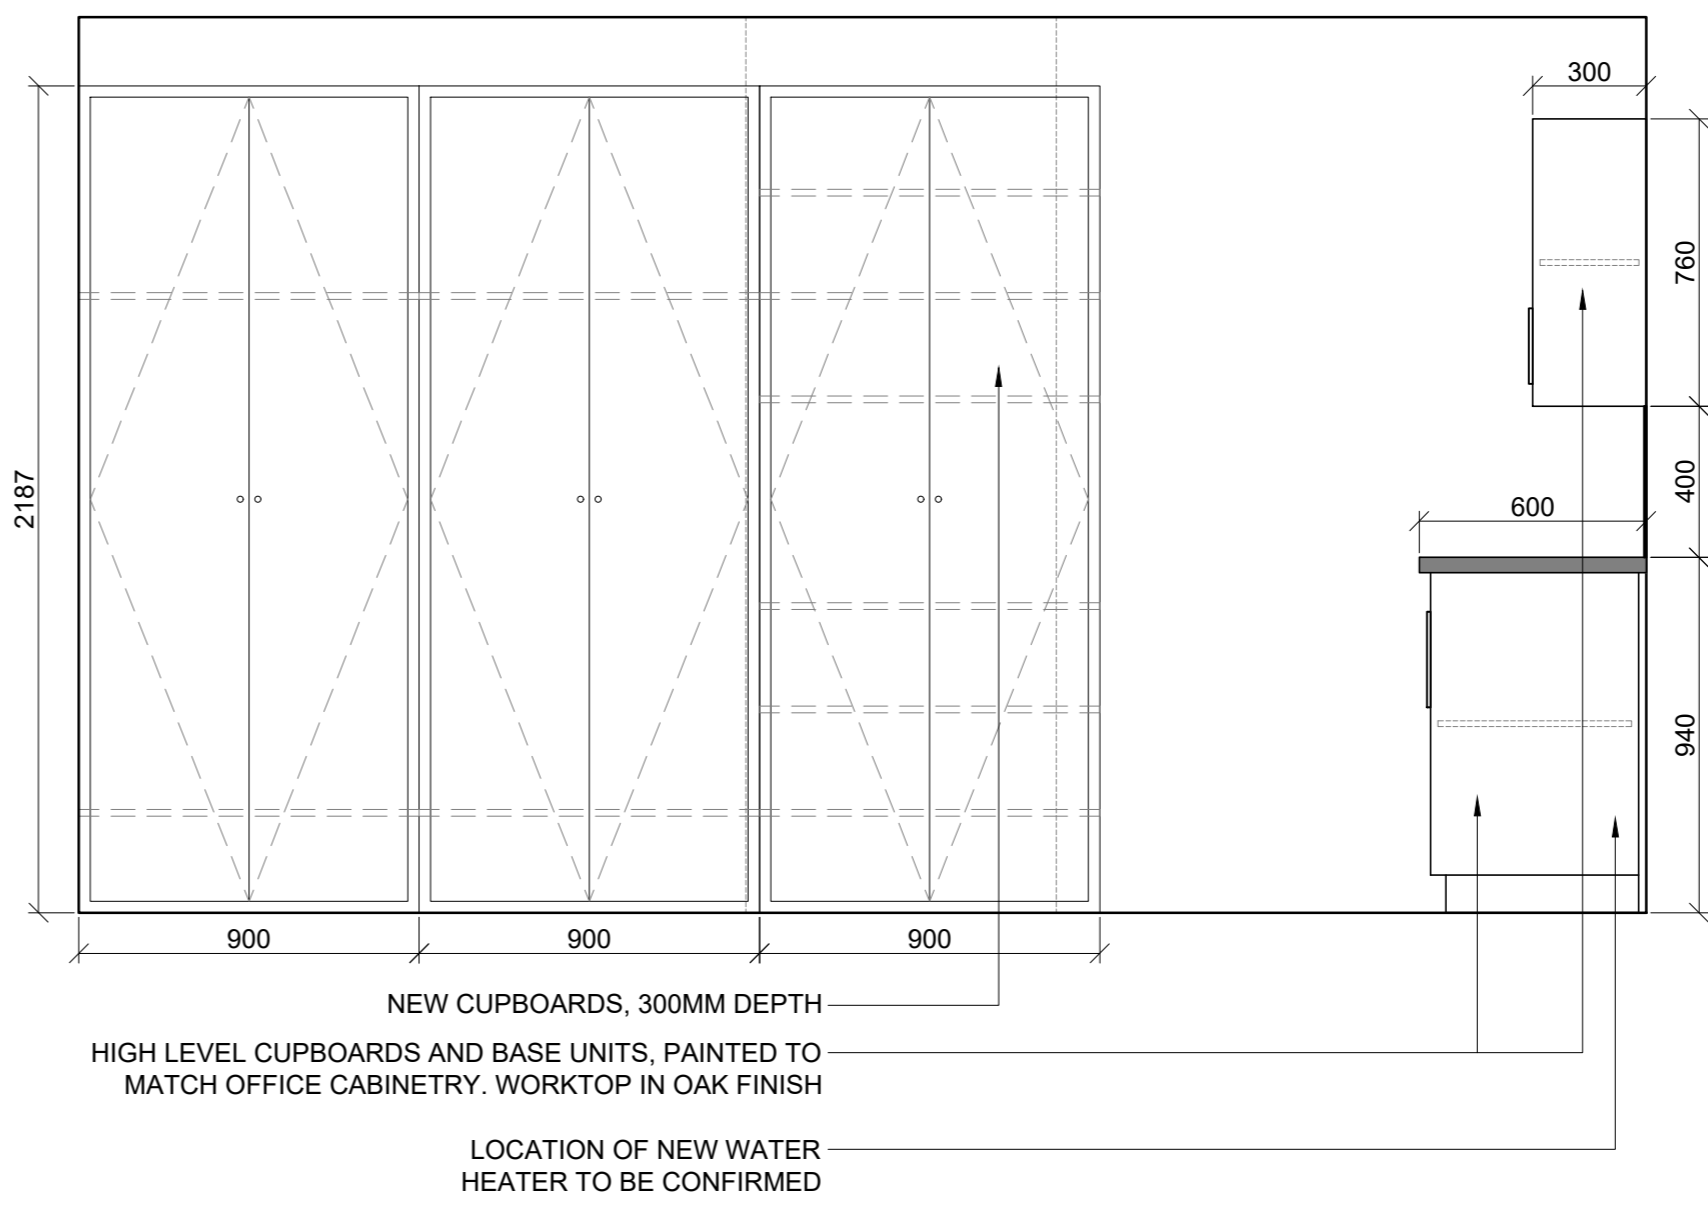 300
760
2187
400
600
940
900 900 900
NEW CUPBOARDS, 300MM DEPTH
HIGH LEVEL CUPBOARDS AND BASE UNITS, PAINTED TO
MATCH OFFICE CABINETRY. WORKTOP IN OAK FINISH
LOCATION OF NEW WATER
HEATER TO BE CONFIRMED